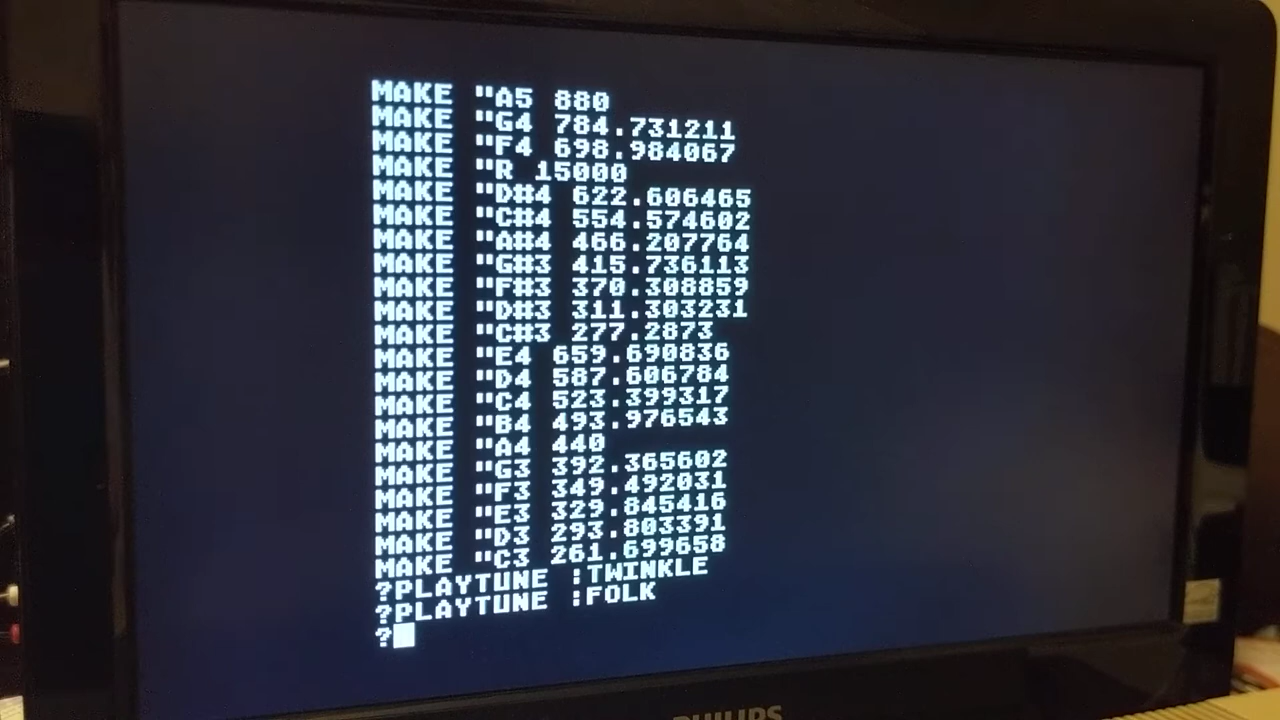 MAKE "A5 880
MAKE "G4 784.731211
MAKE "F4 698.984067
MAKE "R 15000
MAKE "D#4 622.606465
MAKE "C#4 554.574602
MAKE "A#4 466.207764
MAKE "G#3 415.736113
MAKE "F#3 370.308859
MAKE "D#3 311.303231
MAKE "C#3 277.2873
MAKE "E4 659.690836
MAKE "D4 587.606784
MAKE "C4 523.399317
MAKE "B4 493.976543
MAKE "A4 440
MAKE "G3 392.365602
MAKE "F3 349.492031
MAKE "E3 329.845416
MAKE "D3 293.803391
MAKE "C3 261.699658
?PLAYTUNE :TWINKLE
?PLAYTUNE :FOLK
?
PHILIPS